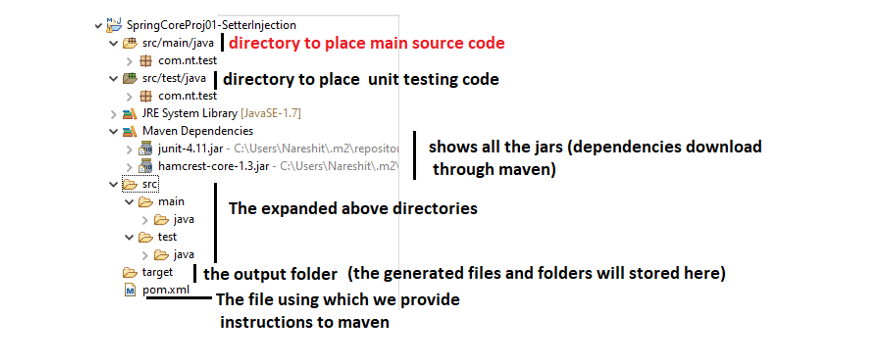 SpringCoreProj01-SetterInjection
src/main/java directory to place main source code
com.nt.test
src/test/java directory to place unit testing code
com.nt.test
JRE System Library [JavaSE-1.7]
Maven Dependencies
junit-4.11.jar - C:\Users\Nareshit\.m2\repositor
hamcrest-core-1.3.jar - C:\Users\Nareshit\.m2\
shows all the jars (dependencies download
through maven)
src
main
java
test
java
The expanded above directories
target the output folder (the generated files and folders will stored here)
pom.xml The file using which we provide
instructions to maven